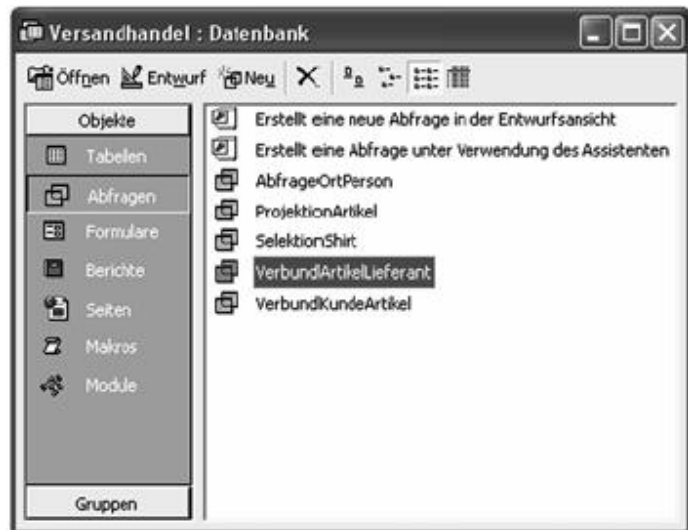 Versandhandel : Datenbank
Öffnen Entwurf Neu
Objekte
Tabellen
Abfragen
Formulare
Berichte
Seiten
Makros
Module
Gruppen
Erstellt eine neue Abfrage in der Entwurfsansicht
Erstellt eine Abfrage unter Verwendung des Assistenten
AbfrageOrtPerson
ProjektionArtikel
SelektionShirt
VerbundArtikelLieferant
VerbundKundeArtikel